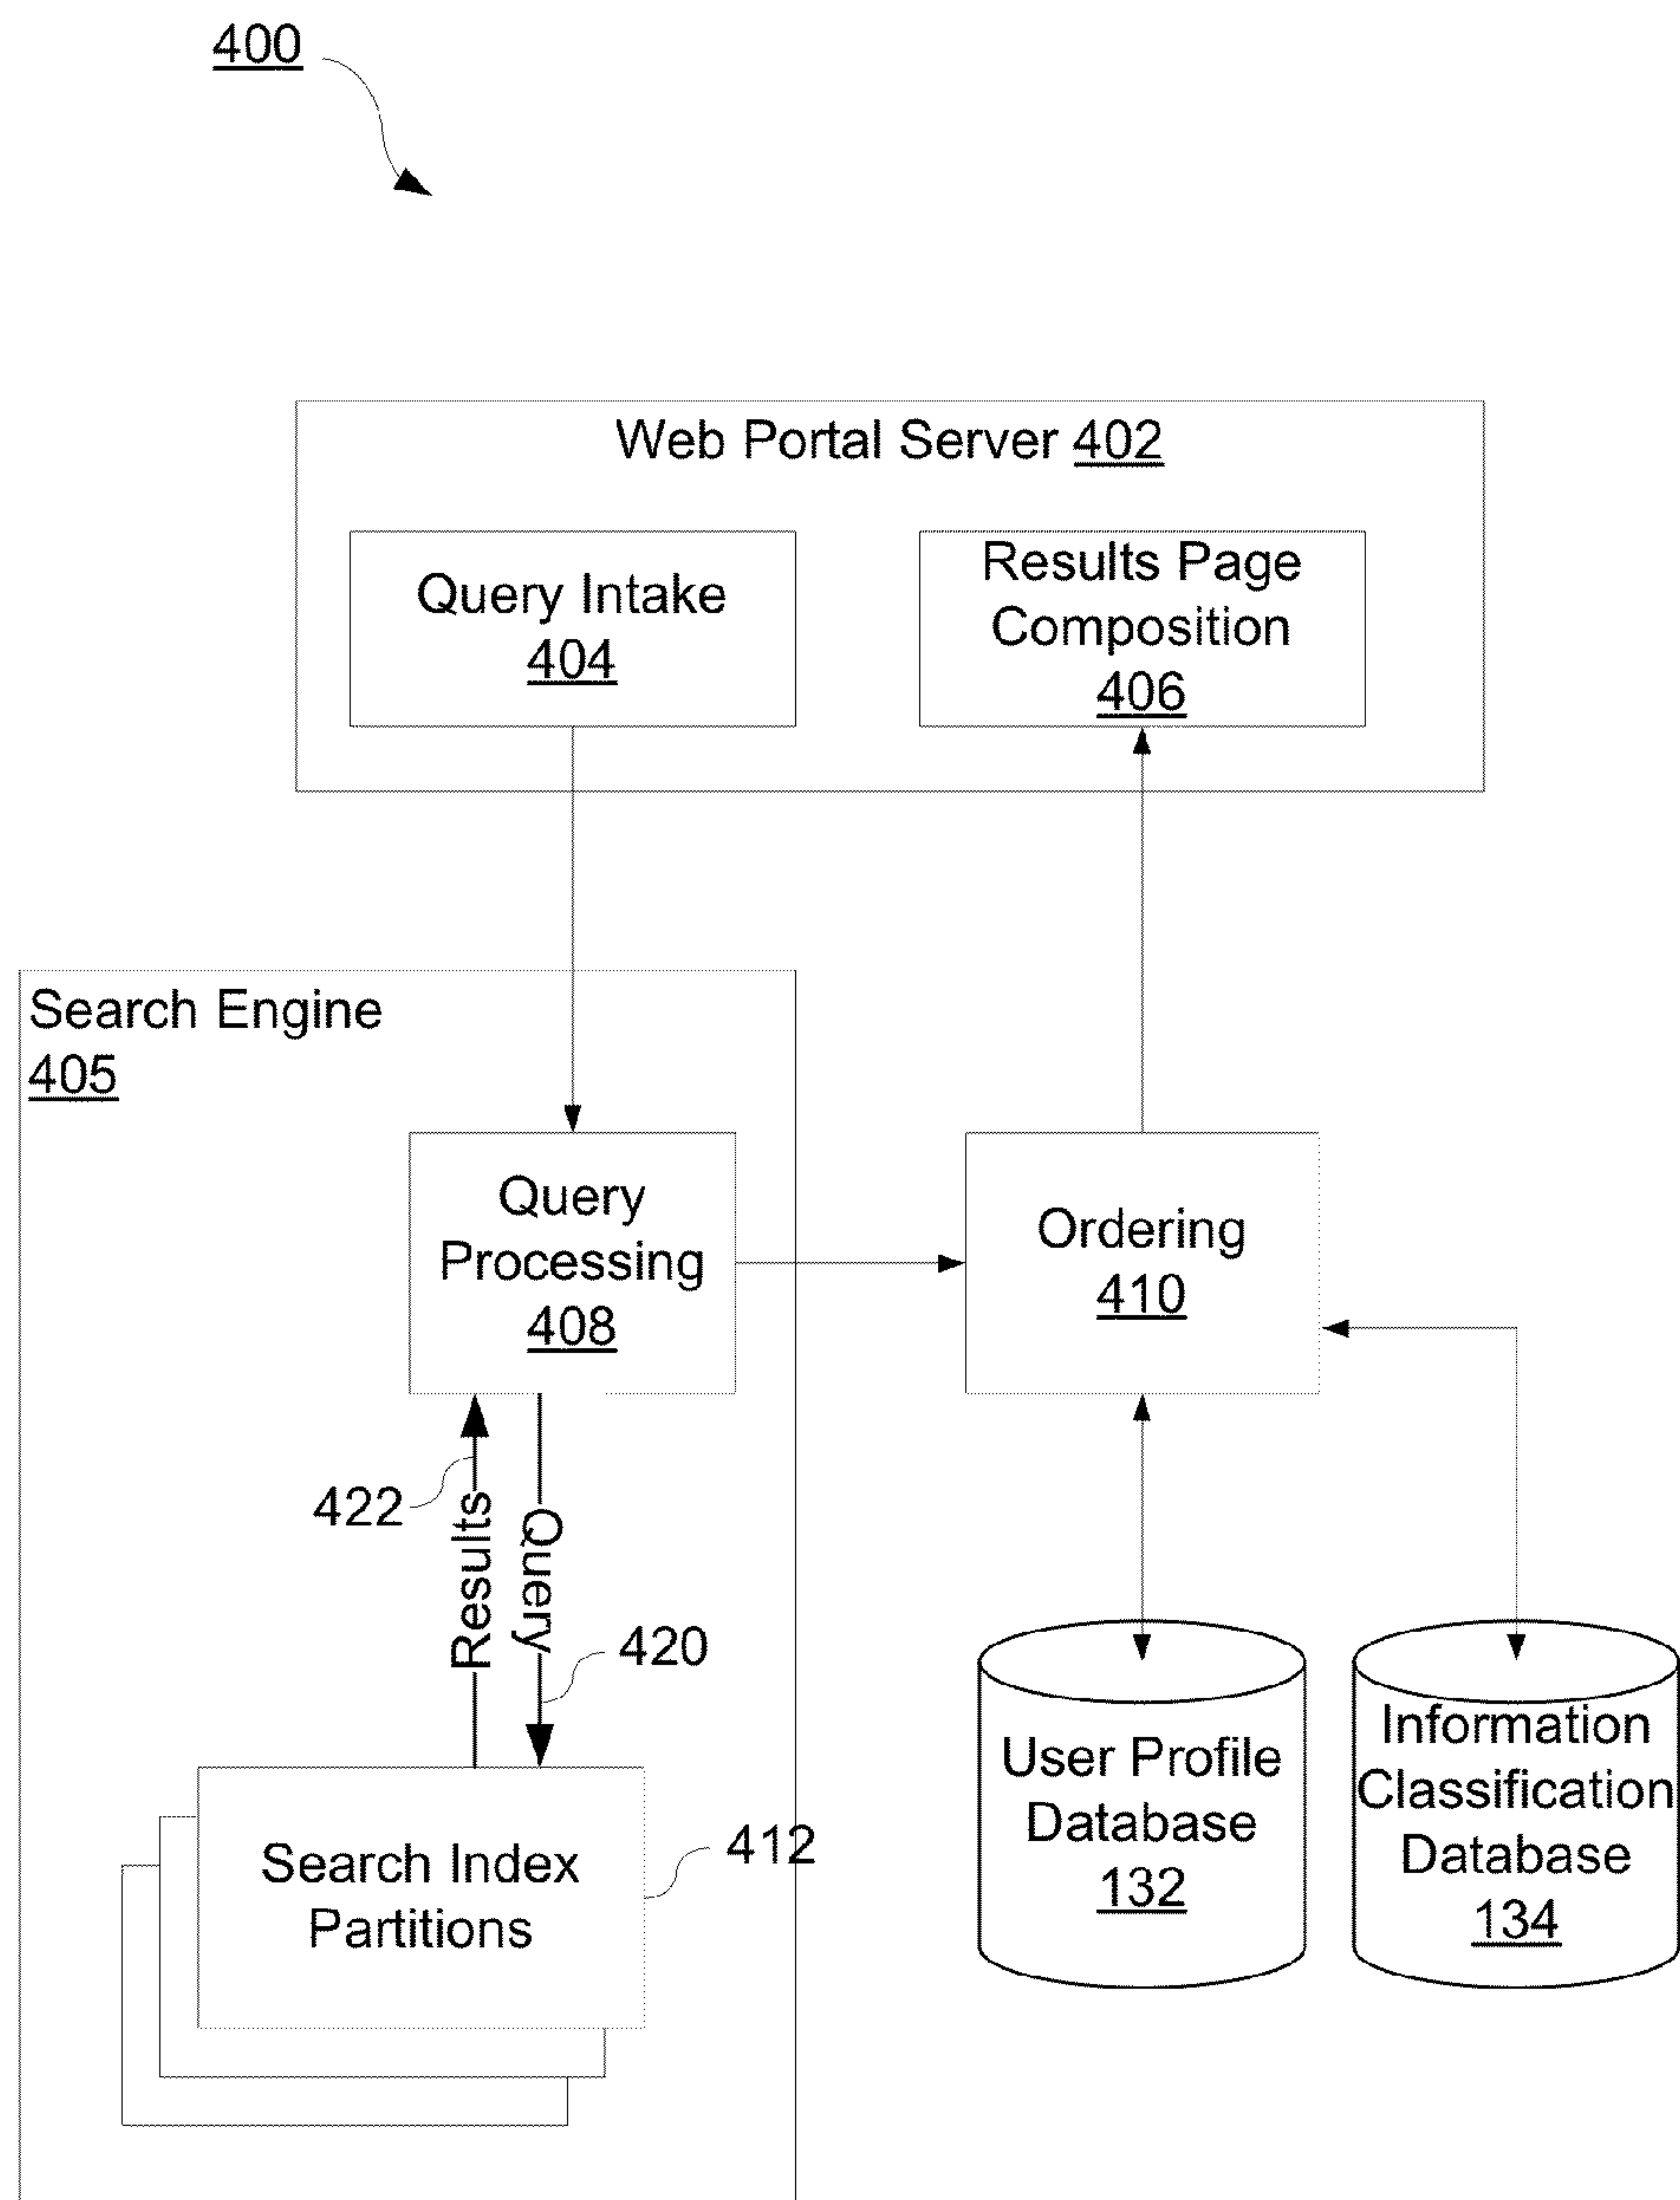 400
Web Portal Server 402
Query Intake
404
Results Page
Composition
406
Search Engine
405
Query
Processing
408
Ordering
410
422
Results
Query
420
Search Index
Partitions
412
User Profile
Database
132
Information
Classification
Database
134